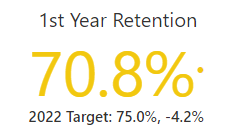 1st Year Retention
70.8%
2022 Target: 75.0%, -4.2%